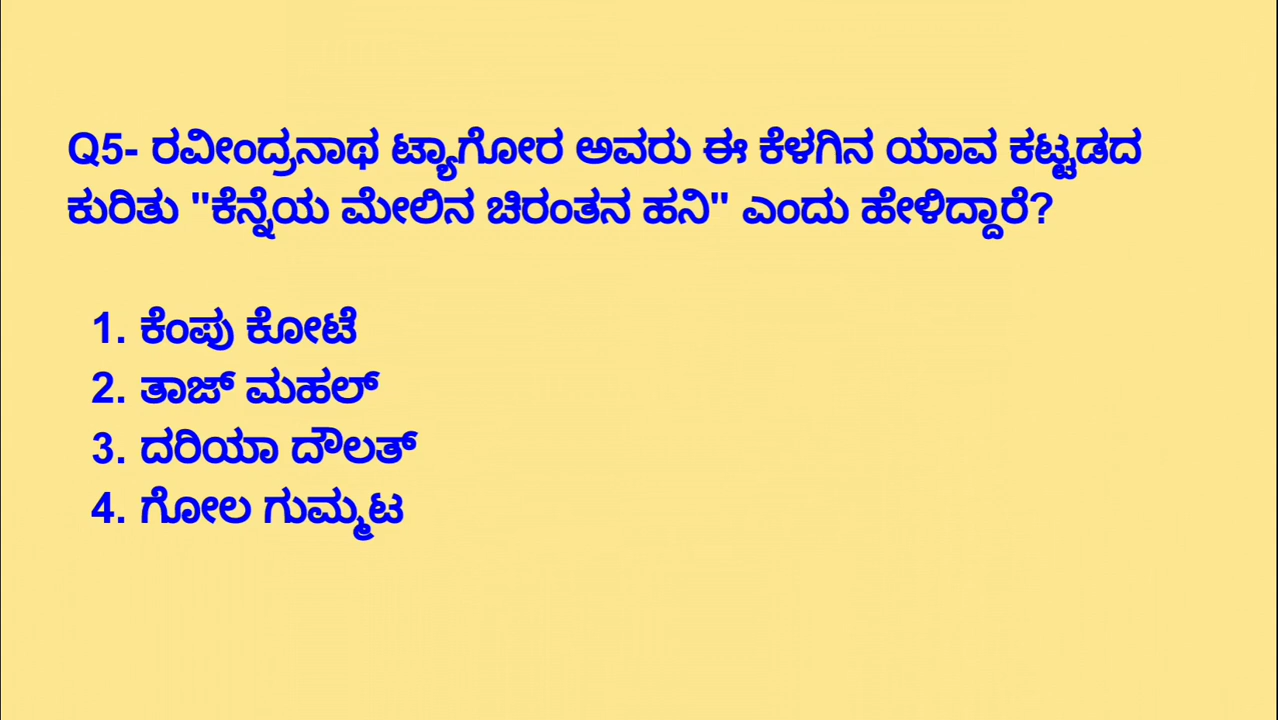 Q5- ರವೀಂದ್ರನಾಥ ಟ್ಯಾಗೋರ ಅವರು ಈ ಕೆಳಗಿನ ಯಾವ ಕಟ್ಟಡದ
ಕುರಿತು "ಕೆನ್ನೆಯ ಮೇಲಿನ ಚಿರಂತನ ಹನಿ" ಎಂದು ಹೇಳಿದ್ದಾರೆ?
1. ಕೆಂಪು ಕೋಟೆ
2. ತಾಜ್ ಮಹಲ್
3. ದರಿಯಾ ದೌಲತ್
4. ಗೋಲ ಗುಮ್ಮಟ